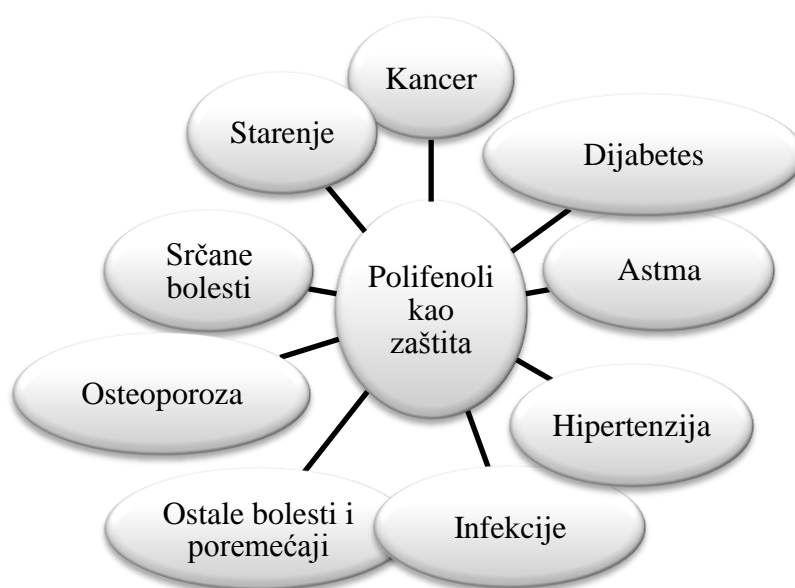 Kancer
Starenje
Dijabetes
Srčane
bolesti
Polifenoli
kao
zaštita
Astma
Osteoporoza
Hipertenzija
Ostale bolesti i
poremećaji
Infekcije